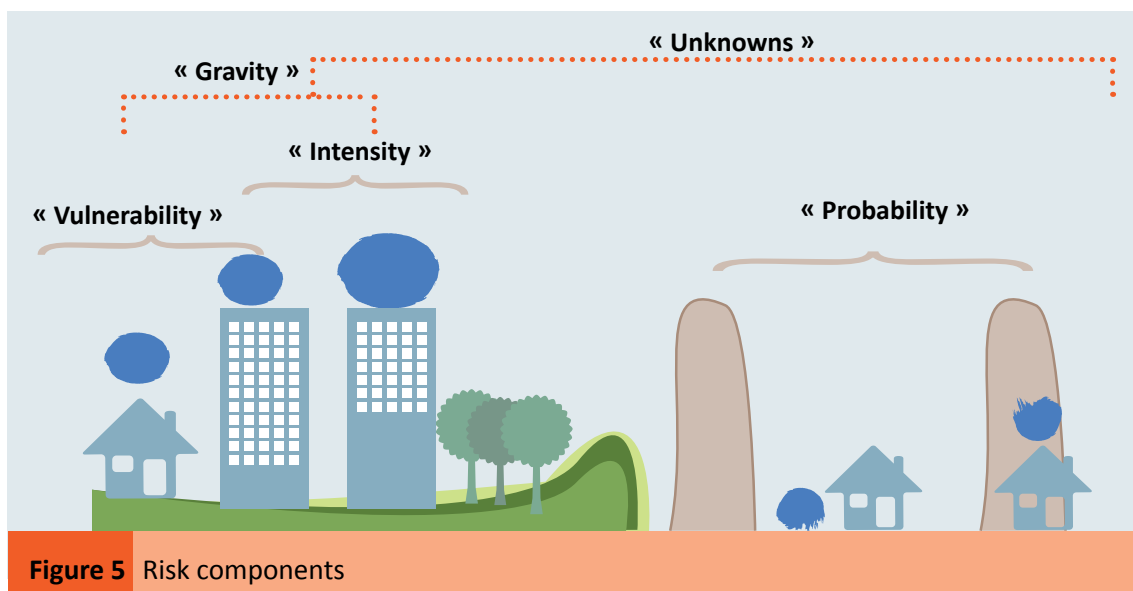 « Unknowns »
« Gravity »
« Intensity »
« Vulnerability »
« Probability »
Figure 5 Risk components